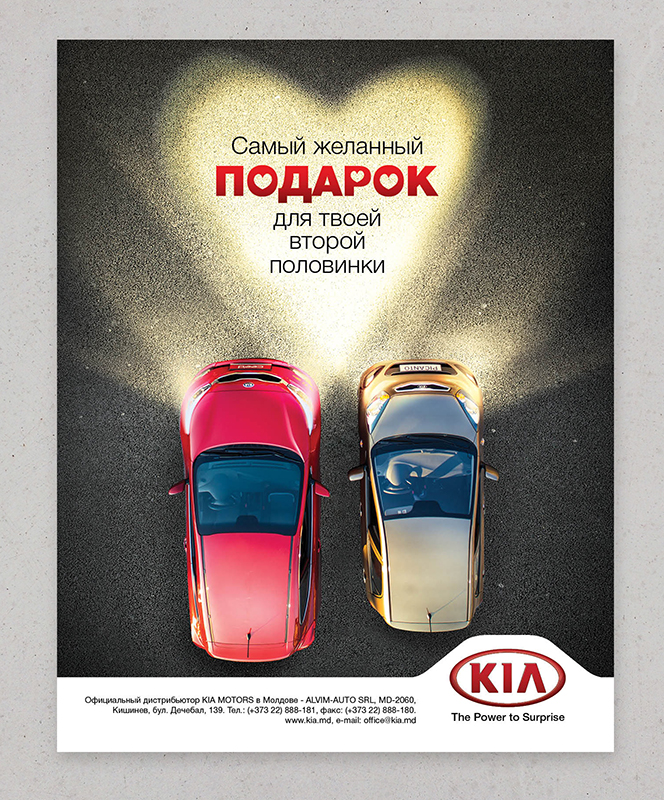 Самый желанный
ПОДАРОК
для твоей
второй
половинки
PICANTO
KIA
The Power to Surprise
Официальный дистрибьютор KIA MOTORS в Молдове - ALVIM-AUTO SRL, MD-2060,
Кишинев, бул. Дечебал, 139. Тел.: (+373 22) 888-181, факс: (+373 22) 888-180.
www.kia.md, e-mail: office@kia.md